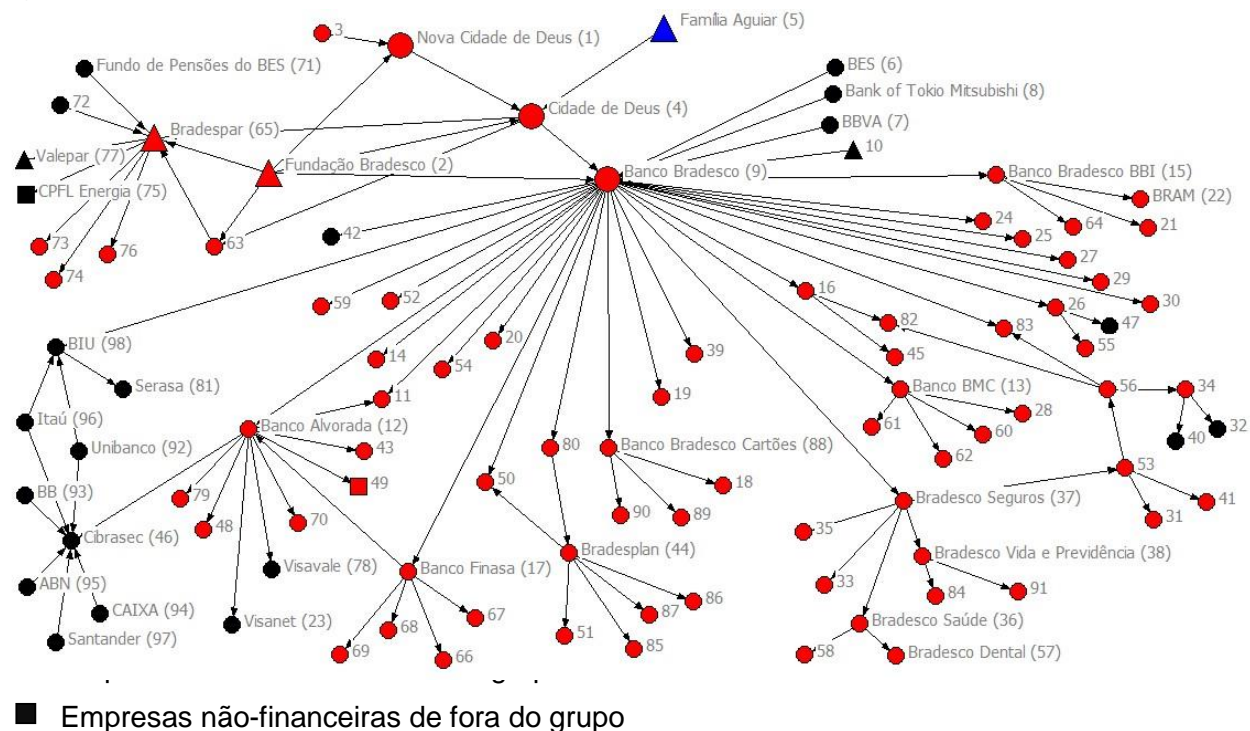 3
Nova Cidade de Deus (1)
Família Aguiar (5)
Fundo de Pensões do BES (71)
BES (6)
72
Cidade de Deus (4)
Bank of Tokio Mitsubishi (8)
Bradespar (65)
BBVA (7)
10
Valepar (77)
Fundação Bradesco (2)
Banco Bradesco (9)
Banco Bradesco BBI (15)
CPFL Energia (75)
BRAM (22)
24
64
21
73
76
63
42
25
27
74
29
16
59
52
26
30
82
83
47
20
BIU (98)
14
54
39
45
55
Serasa (81)
11
19
Banco BMC (13)
56
34
Itaú (96)
Banco Alvorada (12)
61
28
60
40
32
Unibanco (92)
43
80
Banco Bradesco Cartões (88)
62
53
BB (93)
79
49
50
18
Bradesco Seguros (37)
41
48
70
90
89
31
35
Cibrasec (46)
Bradesplan (44)
Bradesco Vida e Previdência (38)
ABN (95)
Visavale (78)
Banco Finasa (17)
33
84
91
CAIXA (94)
Visanet (23)
67
87
86
Bradesco Saúde (36)
Santander (97)
68
51
85
69
66
58
Bradesco Dental (57)
Empresas não-financeiras de fora do grupo